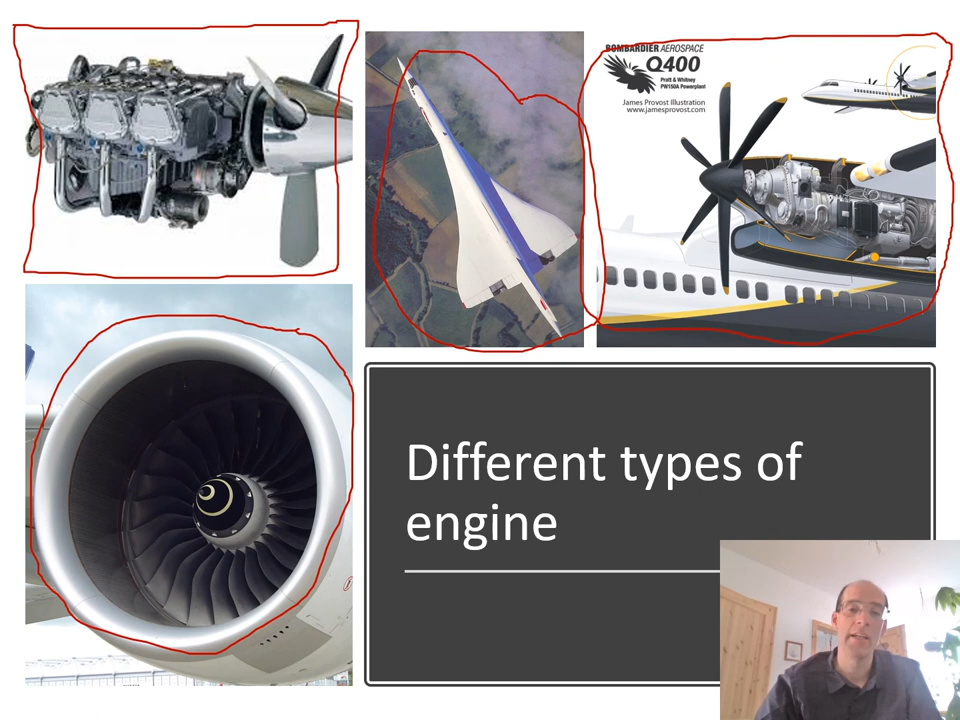 BOMBARDIER AEROSPACE
Q400
Pratt & Whitney
PW150A Powerplant
James Provost Illustration
www.jamesprovost.com
Different types of
engine